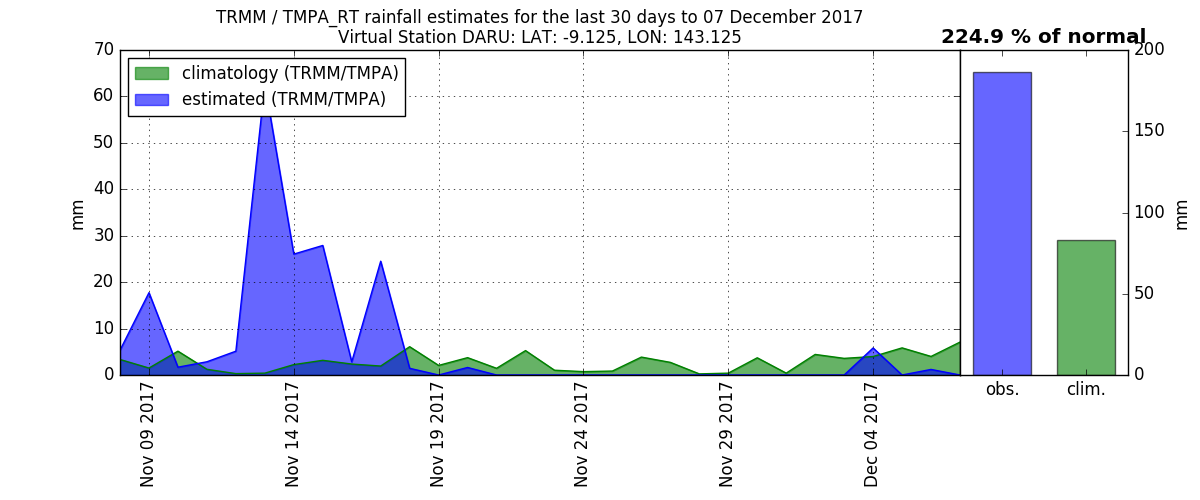 TRMM / TMPA_RT rainfall estimates for the last 30 days to 07 December 2017
Virtual Station DARU: LAT: -9.125, LON: 143.125
224.9 % of normal
climatology (TRMM/TMPA)
estimated (TRMM/TMPA)
70
60
50
40
30
20
10
0
mm
Nov 09 2017
Nov 14 2017
Nov 19 2017
Nov 24 2017
Nov 29 2017
Dec 04 2017
200
150
100
50
0
mm
obs.
clim.